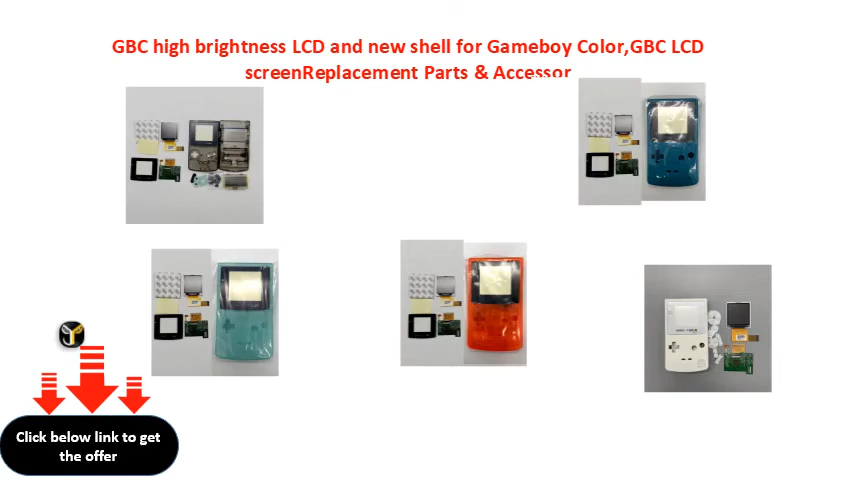 GBC high brightness LCD and new shell for Gameboy Color,GBC LCD
screenReplacement Parts & Accessor
Click below link to get
the offer